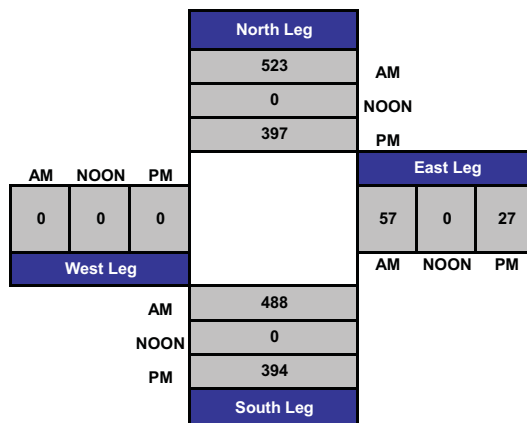 North Leg
523 AM
0 NOON
397 PM
AM NOON PM
East Leg
0 0 0
57 0 27
West Leg
AM NOON PM
AM 488
NOON 0
PM 394
South Leg